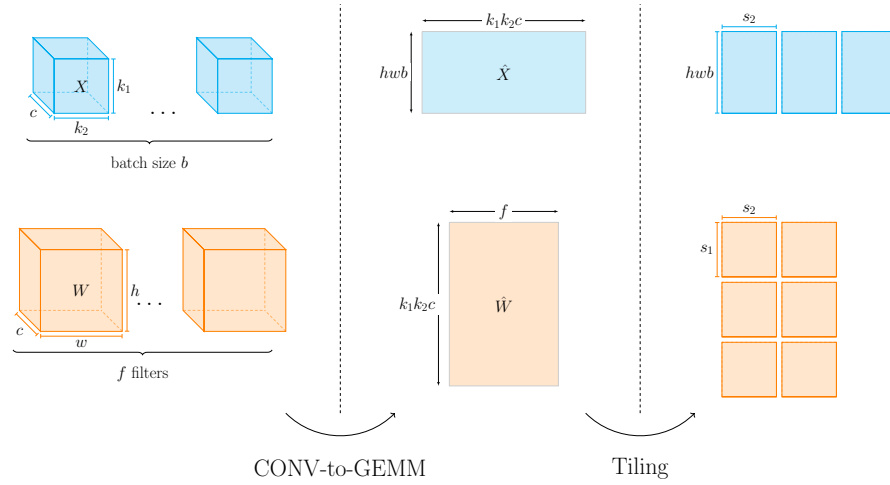 X
k₁
c
k₂
. . .
batch size b
W
h
c
w
. . .
f filters
k₁k₂c
hwb
X̂
f
k₁k₂c
Ŵ
s₂
hwb
s₂
s₁
CONV-to-GEMM
Tiling